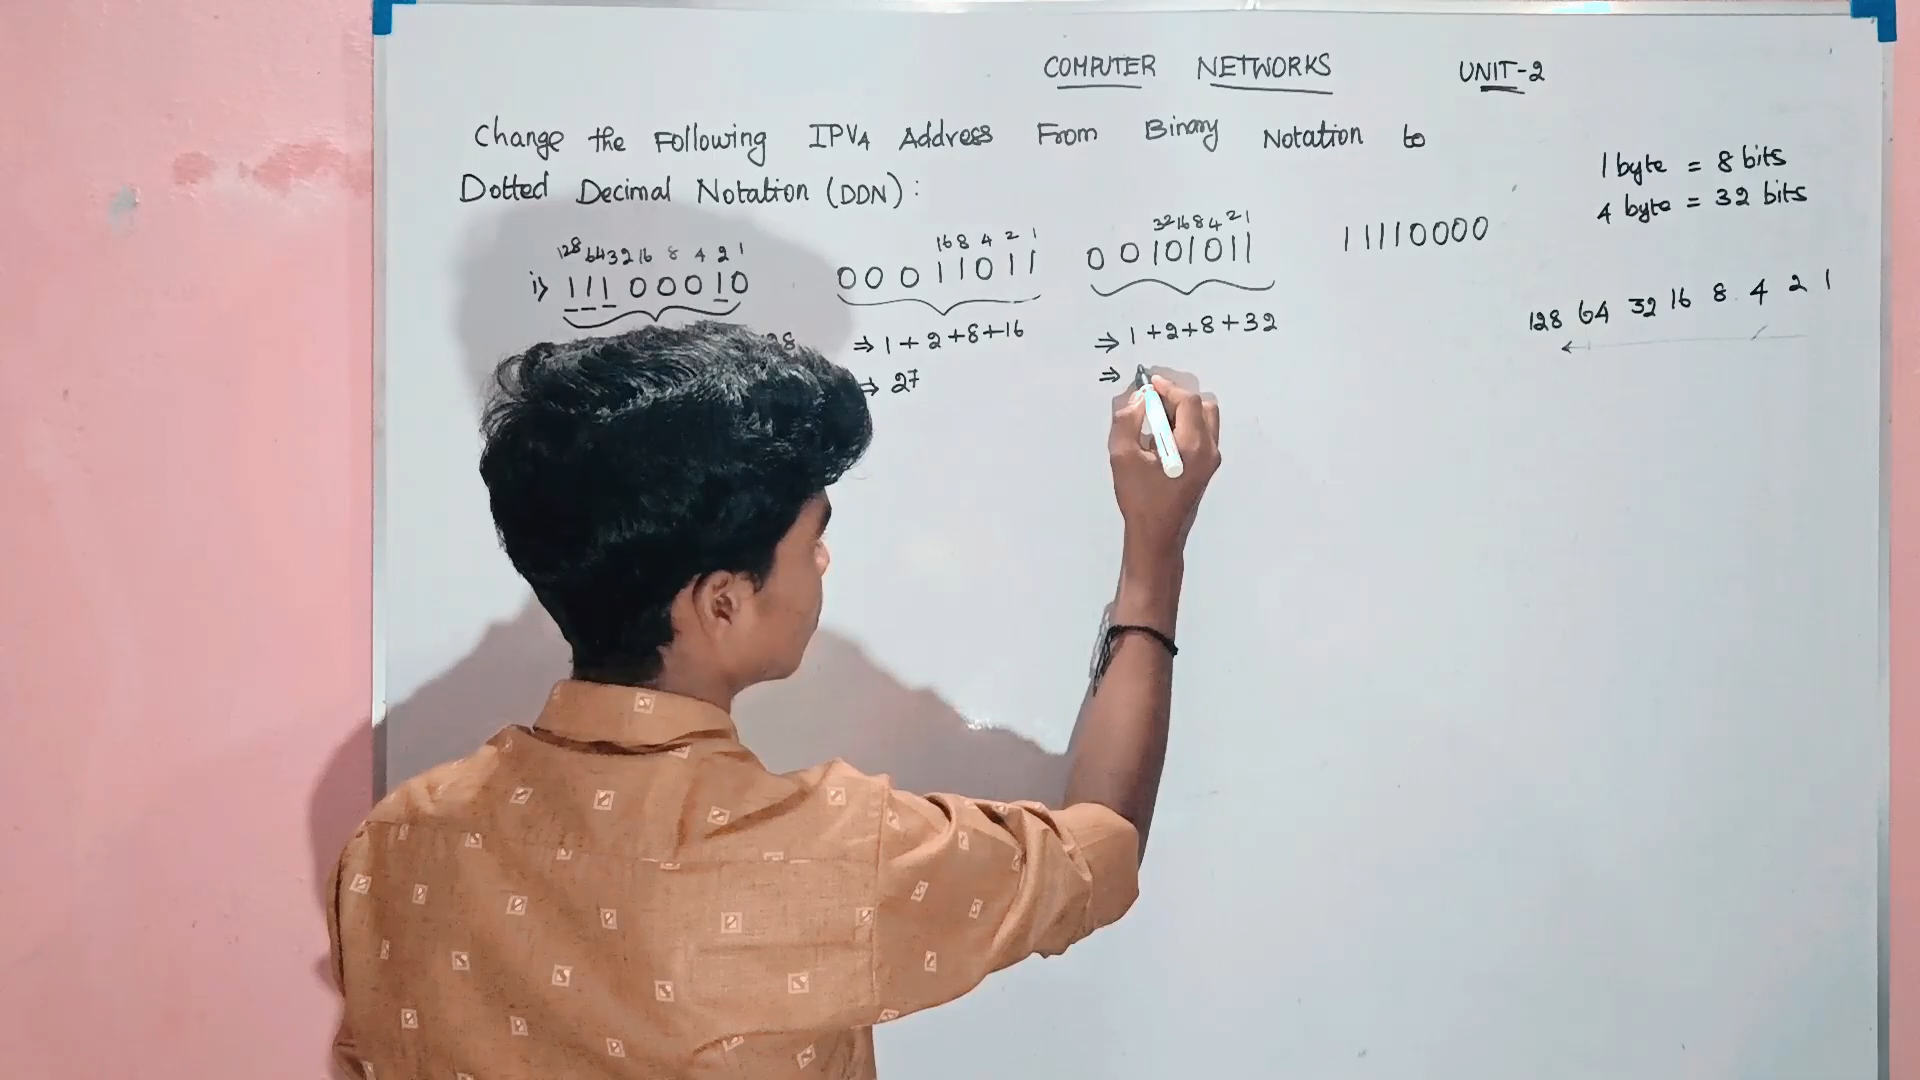 COMPUTER NETWORKS UNIT-2
Change the Following IPV4 Address From Binary Notation to
Dotted Decimal Notation (DDN) :
1 byte = 8 bits
4 byte = 32 bits
128 64 32 16 8 4 2 1
16 8 4 2 1
32 16 8 4 2 1
i) 11100010 00011011 00101011 11110000
128 64 32 16 8 4 2 1
28 ⇒ 1+2+8+16 ⇒ 1+2+8+32
⇒ 27 ⇒